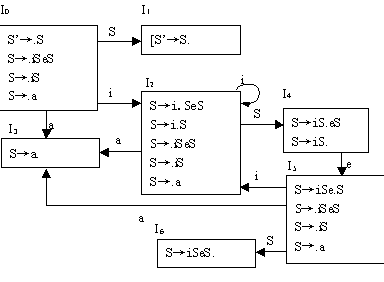 I₀
S'→.S
S→.iSeS
S→.iS
S→.a
S
I₁
[S'→S.
i
a
I₂
S→i.SeS
S→i.S
S→.iSeS
S→.iS
S→.a
i
S
I₄
S→iS.eS
S→iS.
I₃
S→a.
a
e
i
I₅
S→iSe.S
S→.iSeS
S→.iS
S→.a
a
I₆
S→iSeS.
S